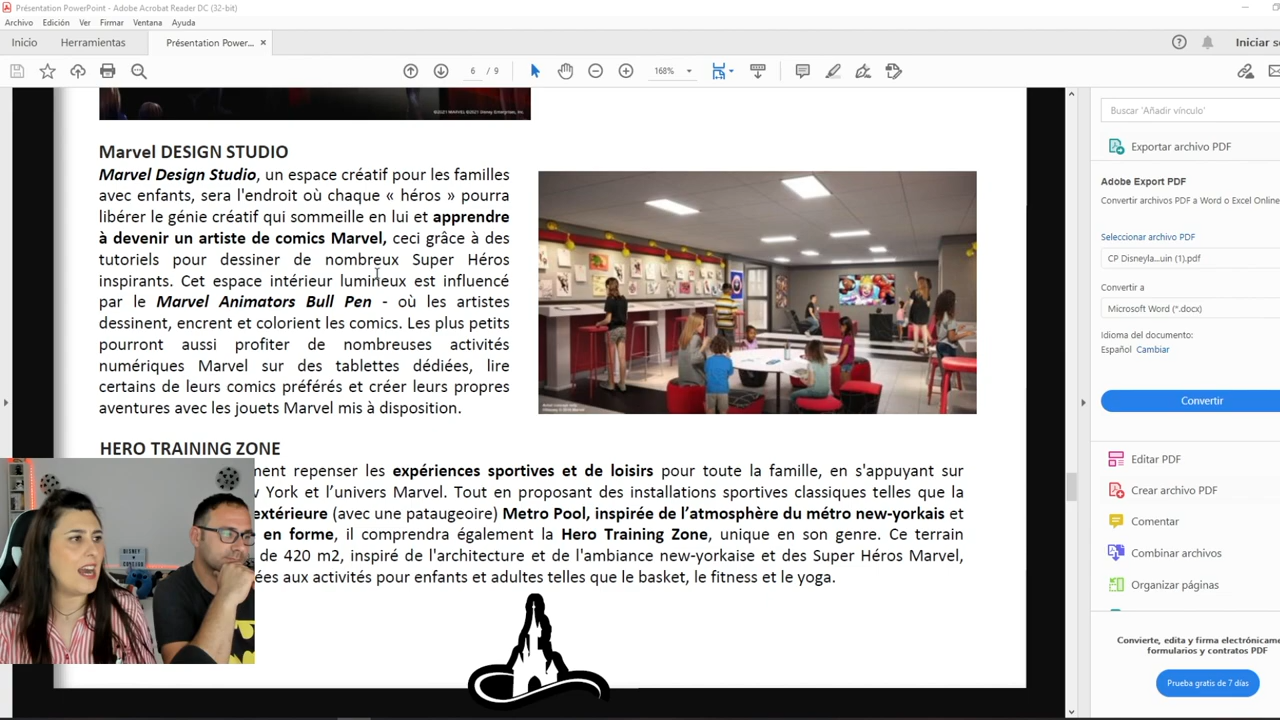 Présentation PowerPoint - Adobe Acrobat Reader DC (32-bit)
Archivo Edición Ver Firmar Ventana Ayuda
Inicio Herramientas Présentation Power... × Iniciar se
6 / 9 168%
©2021 MARVEL ©2021 Disney Enterprises, Inc.
Marvel DESIGN STUDIO
Marvel Design Studio, un espace créatif pour les familles
avec enfants, sera l'endroit où chaque « héros » pourra
libérer le génie créatif qui sommeille en lui et apprendre
à devenir un artiste de comics Marvel, ceci grâce à des
tutoriels pour dessiner de nombreux Super Héros
inspirants. Cet espace intérieur lumineux est influencé
par le Marvel Animators Bull Pen - où les artistes
dessinent, encrent et colorient les comics. Les plus petits
pourront aussi profiter de nombreuses activités
numériques Marvel sur des tablettes dédiées, lire
certains de leurs comics préférés et créer leurs propres
aventures avec les jouets Marvel mis à disposition.
HERO TRAINING ZONE
ment repenser les expériences sportives et de loisirs pour toute la famille, en s'appuyant sur
w York et l'univers Marvel. Tout en proposant des installations sportives classiques telles que la
extérieure (avec une pataugeoire) Metro Pool, inspirée de l'atmosphère du métro new-yorkais et
en forme, il comprendra également la Hero Training Zone, unique en son genre. Ce terrain
de 420 m2, inspiré de l'architecture et de l'ambiance new-yorkaise et des Super Héros Marvel,
ées aux activités pour enfants et adultes telles que le basket, le fitness et le yoga.
DISNEY
Buscar 'Añadir vínculo'
Exportar archivo PDF
Adobe Export PDF
Convertir archivos PDF a Word o Excel Online
Seleccionar archivo PDF
CP Disneyla...uin (1).pdf
Convertir a
Microsoft Word (*.docx)
Idioma del documento:
Español Cambiar
Convertir
Editar PDF
Crear archivo PDF
Comentar
Combinar archivos
Organizar páginas
Convierte, edita y firma electrónicame
formularios y contratos PDF
Prueba gratis de 7 días